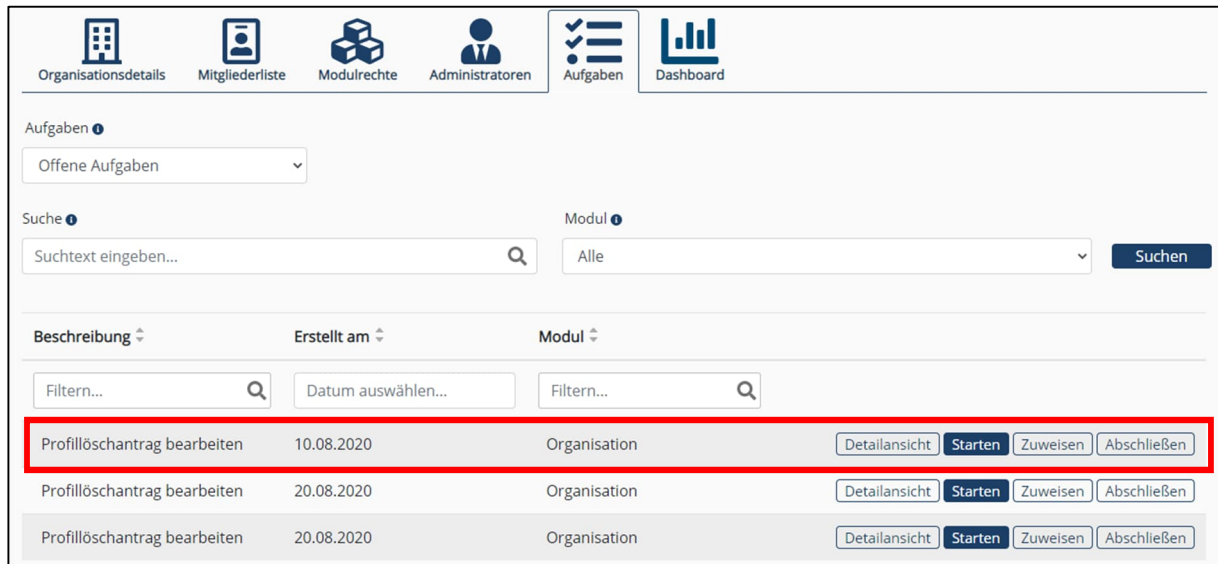 Organisationsdetails Mitgliederliste Modulrechte Administratoren Aufgaben Dashboard
Aufgaben
Offene Aufgaben
Suche Modul
Suchtext eingeben... Alle Suchen
Beschreibung Erstellt am Modul
Filtern... Datum auswählen... Filtern...
Profillöschantrag bearbeiten 10.08.2020 Organisation Detailansicht Starten Zuweisen Abschließen
Profillöschantrag bearbeiten 20.08.2020 Organisation Detailansicht Starten Zuweisen Abschließen
Profillöschantrag bearbeiten 20.08.2020 Organisation Detailansicht Starten Zuweisen Abschließen